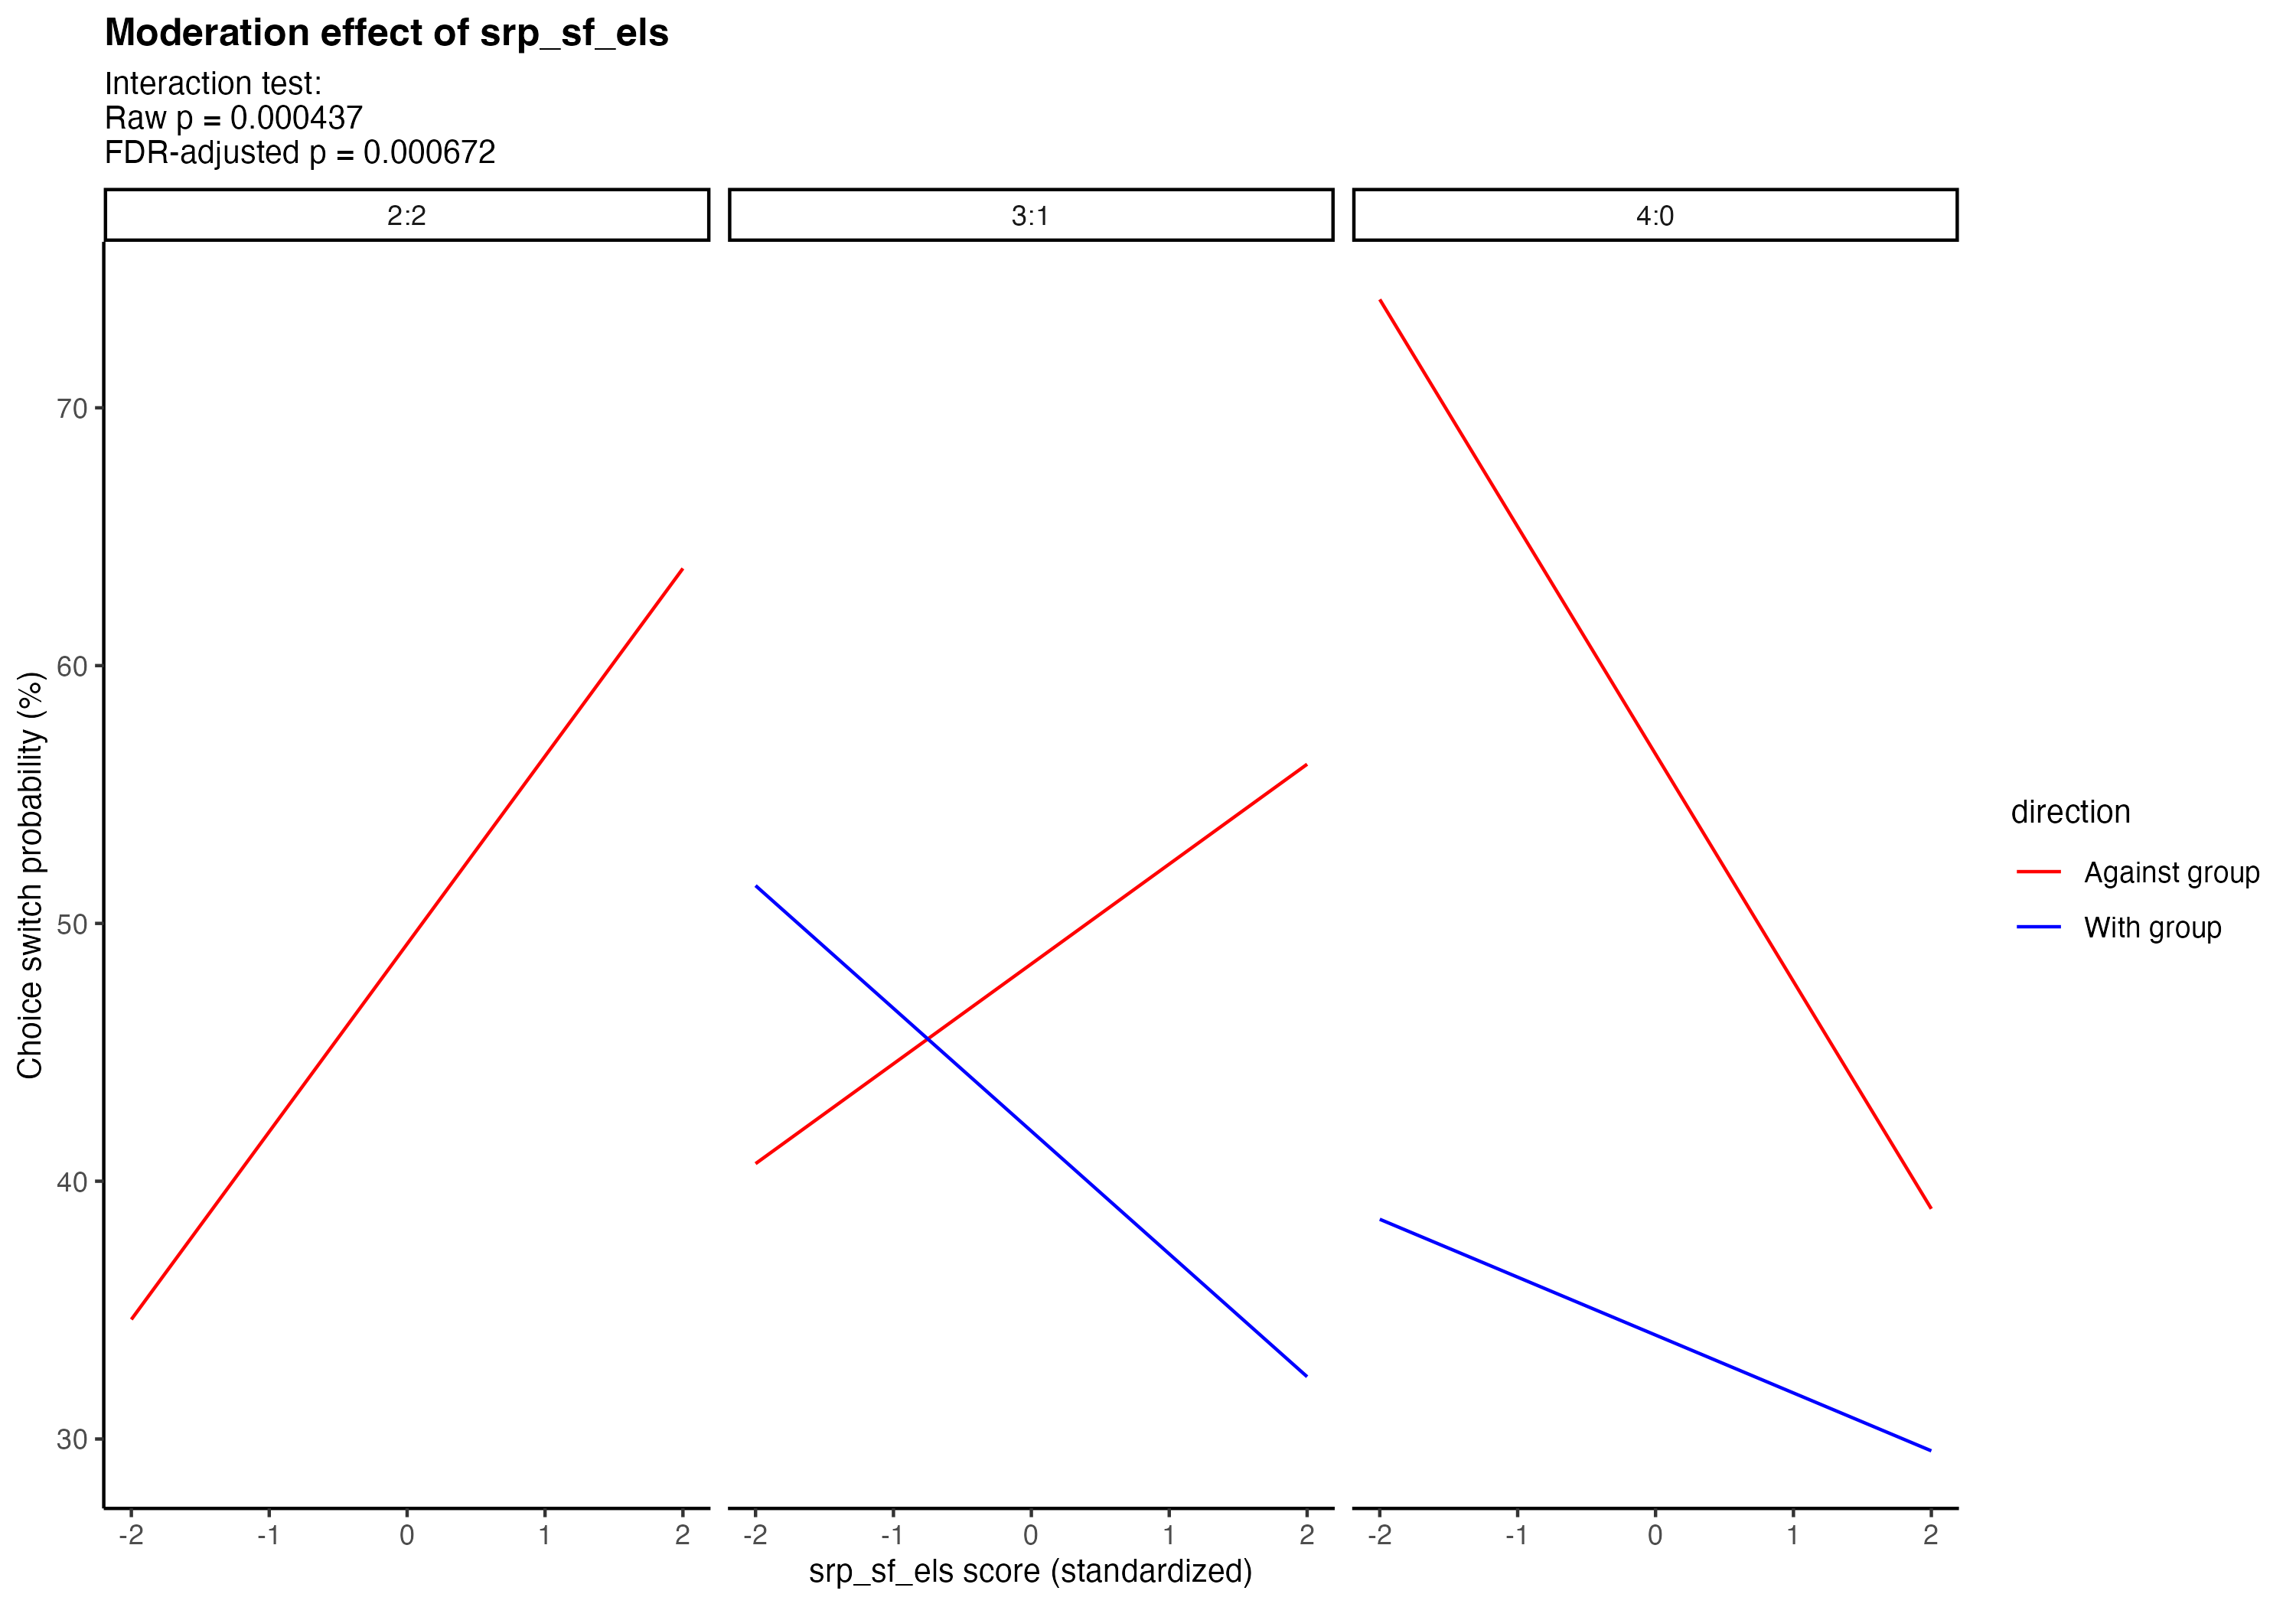 Moderation effect of srp_sf_els
Interaction test:
Raw p = 0.000437
FDR-adjusted p = 0.000672
2:2
3:1
4:0
Choice switch probability (%)
70
60
50
40
30
-2 -1 0 1 2
-2 -1 0 1 2
-2 -1 0 1 2
srp_sf_els score (standardized)
direction
Against group
With group